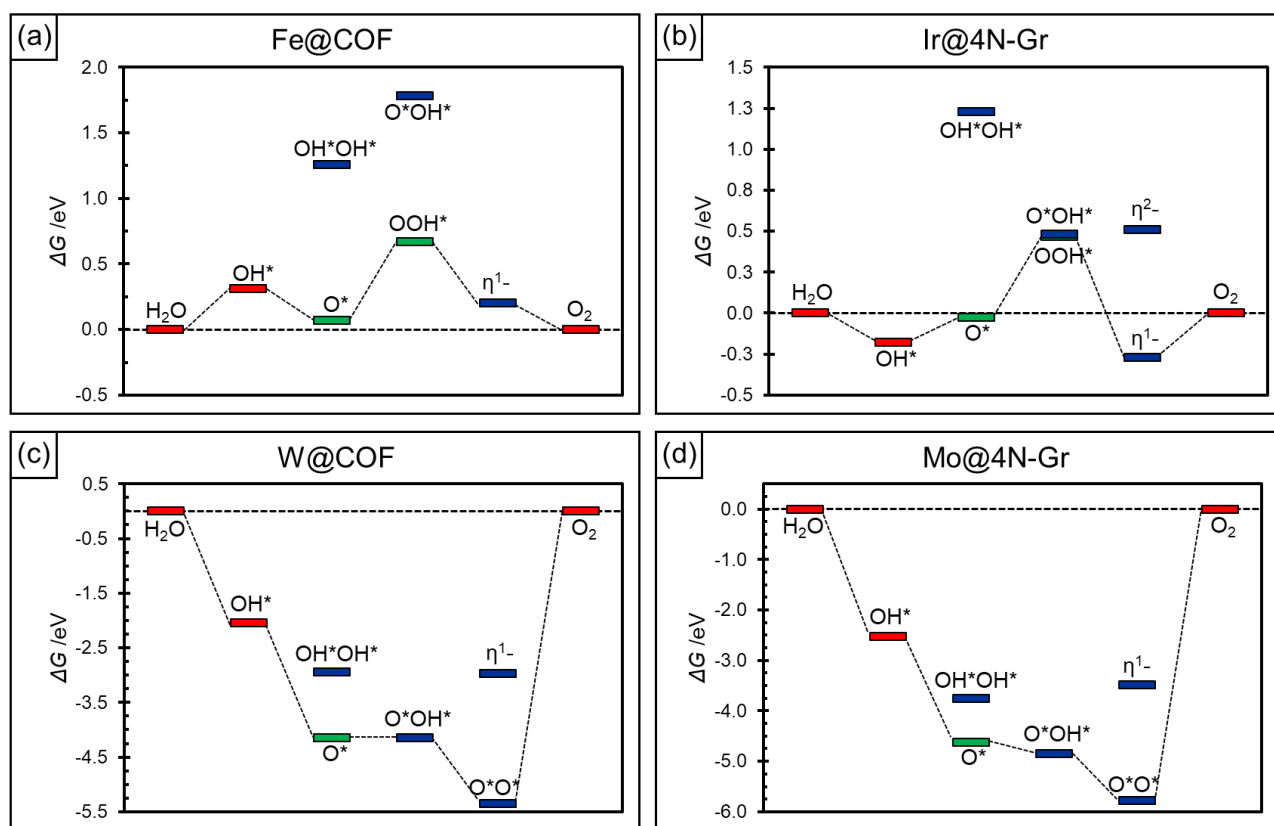 (a)
Fe@COF
2.0
1.5
1.0
0.5
0.0
-0.5
ΔG /eV
H₂O
OH*
O*
OH*OH*
O*OH*
OOH*
η¹-
O₂
(b)
Ir@4N-Gr
1.5
1.3
1.0
0.8
0.5
0.3
0.0
-0.3
-0.5
ΔG /eV
H₂O
OH*
O*
OH*OH*
O*OH*
OOH*
η²-
η¹-
O₂
(c)
W@COF
0.5
-0.5
-1.5
-2.5
-3.5
-4.5
-5.5
ΔG /eV
H₂O
OH*
OH*OH*
O*
O*OH*
η¹-
O*O*
O₂
(d)
Mo@4N-Gr
0.0
-1.0
-2.0
-3.0
-4.0
-5.0
-6.0
ΔG /eV
H₂O
OH*
OH*OH*
O*
O*OH*
η¹-
O*O*
O₂